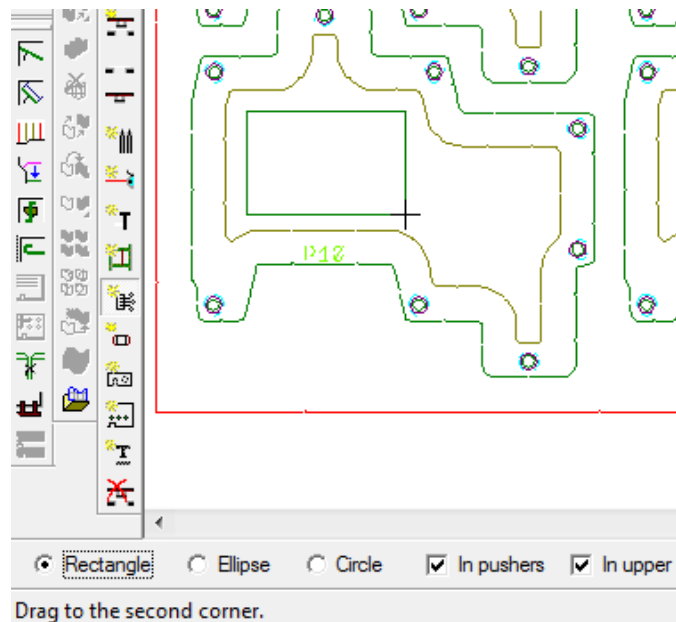 P10
Rectangle Ellipse Circle In pushers In upper
Drag to the second corner.